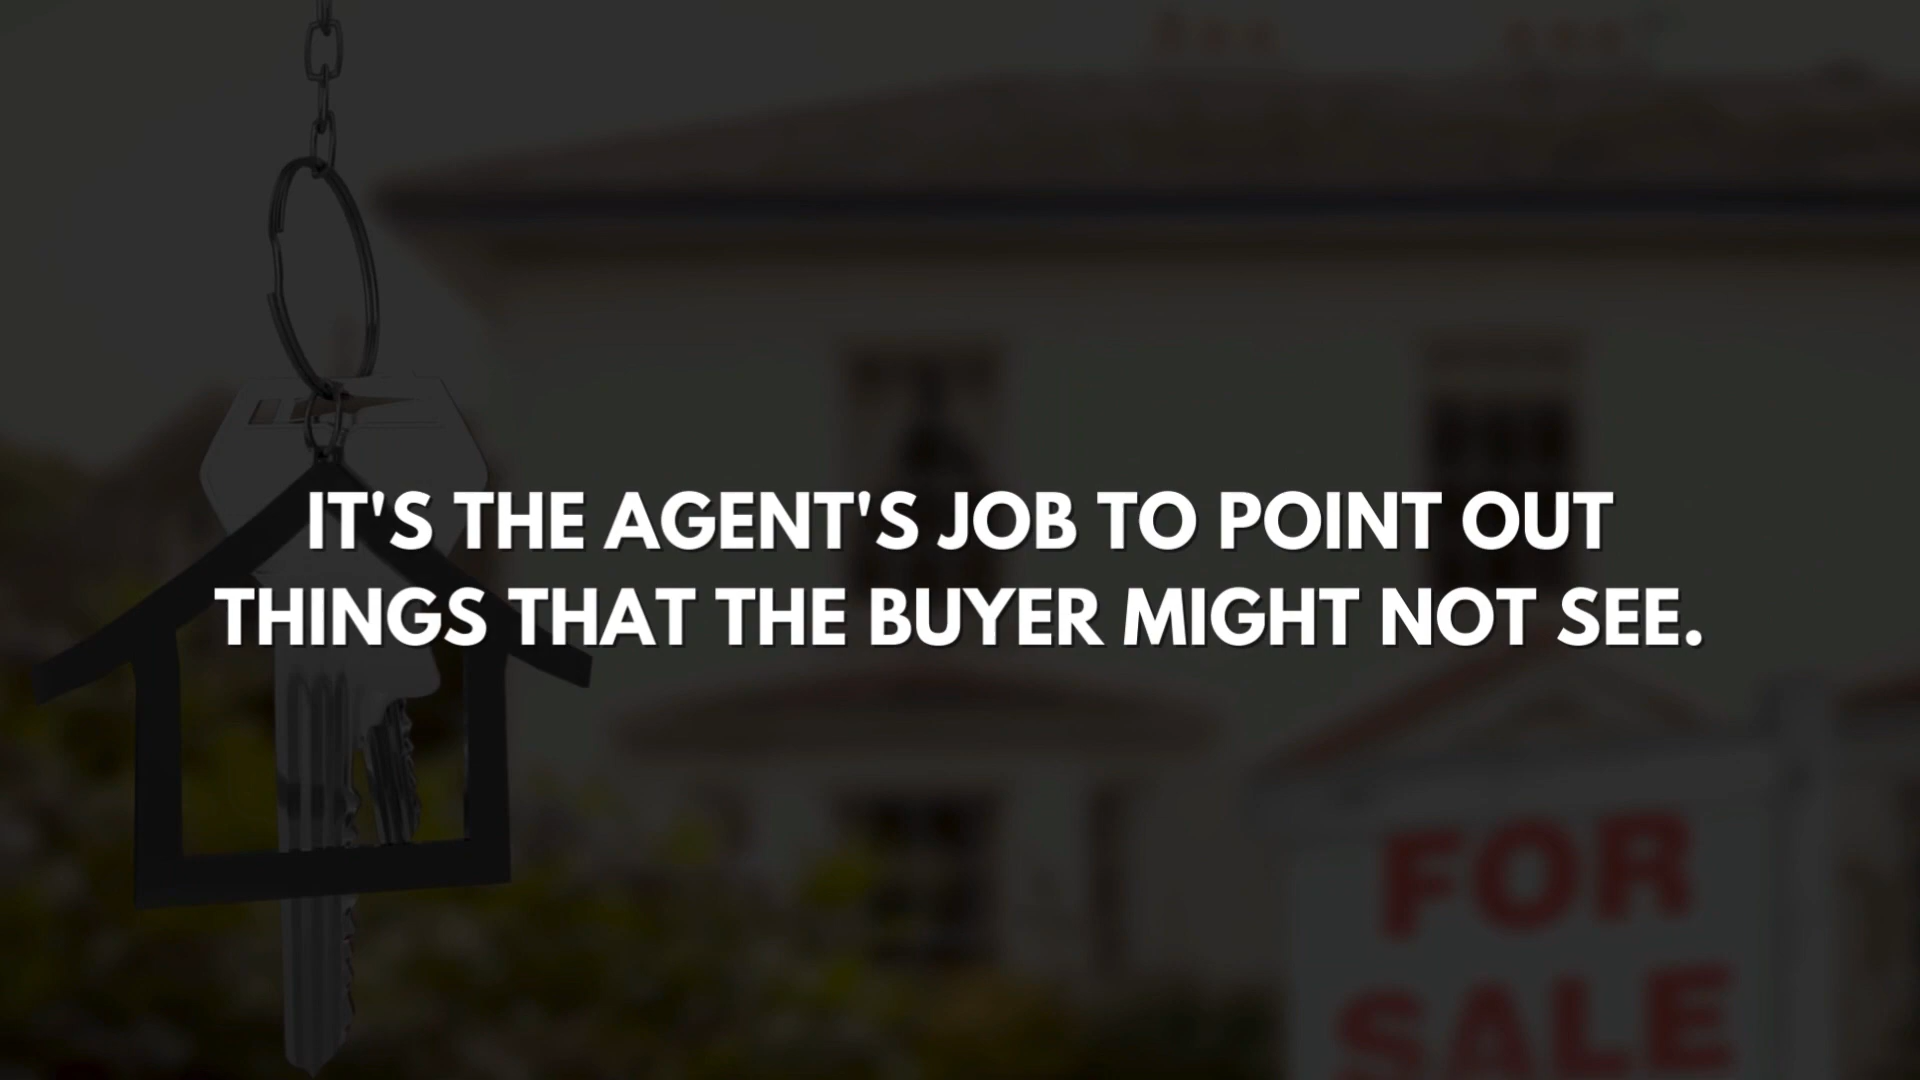 IT'S THE AGENT'S JOB TO POINT OUT
THINGS THAT THE BUYER MIGHT NOT SEE.
FOR
SALE